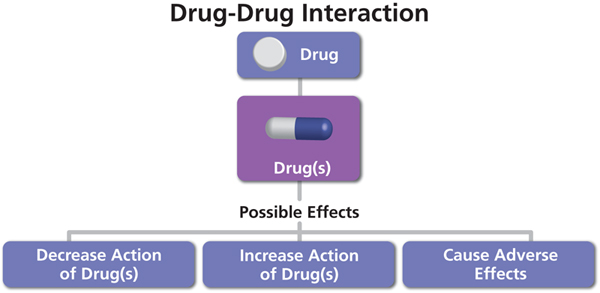 Drug-Drug Interaction
Drug
Drug(s)
Possible Effects
Decrease Action
of Drug(s)
Increase Action
of Drug(s)
Cause Adverse
Effects